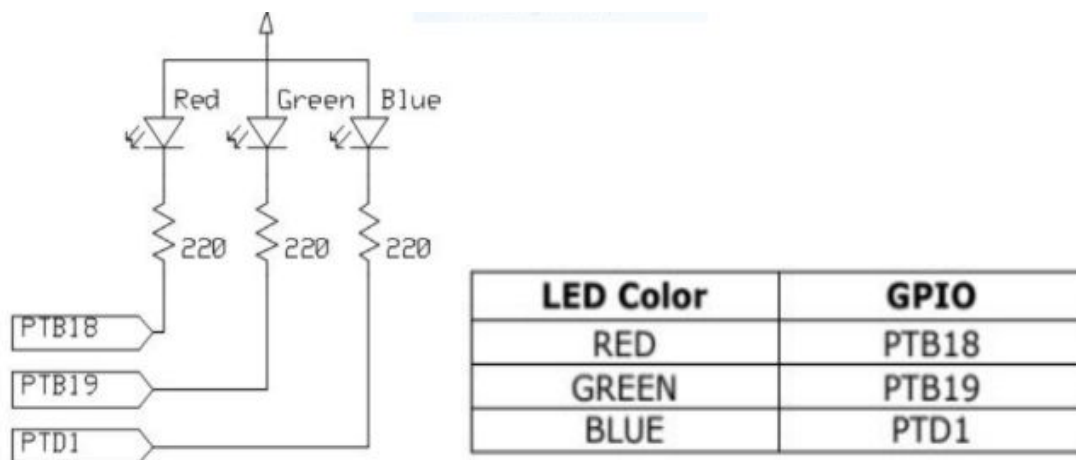 Red Green Blue
220 220 220
PTB18
PTB19
PTD1
LED Color GPIO
RED PTB18
GREEN PTB19
BLUE PTD1